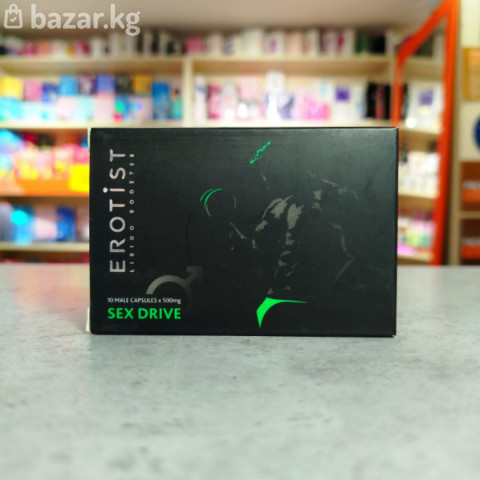 bazar.kg
EROTiST
LIBIDO BOOSTER
10 MALE CAPSULES x 500mg
SEX DRIVE